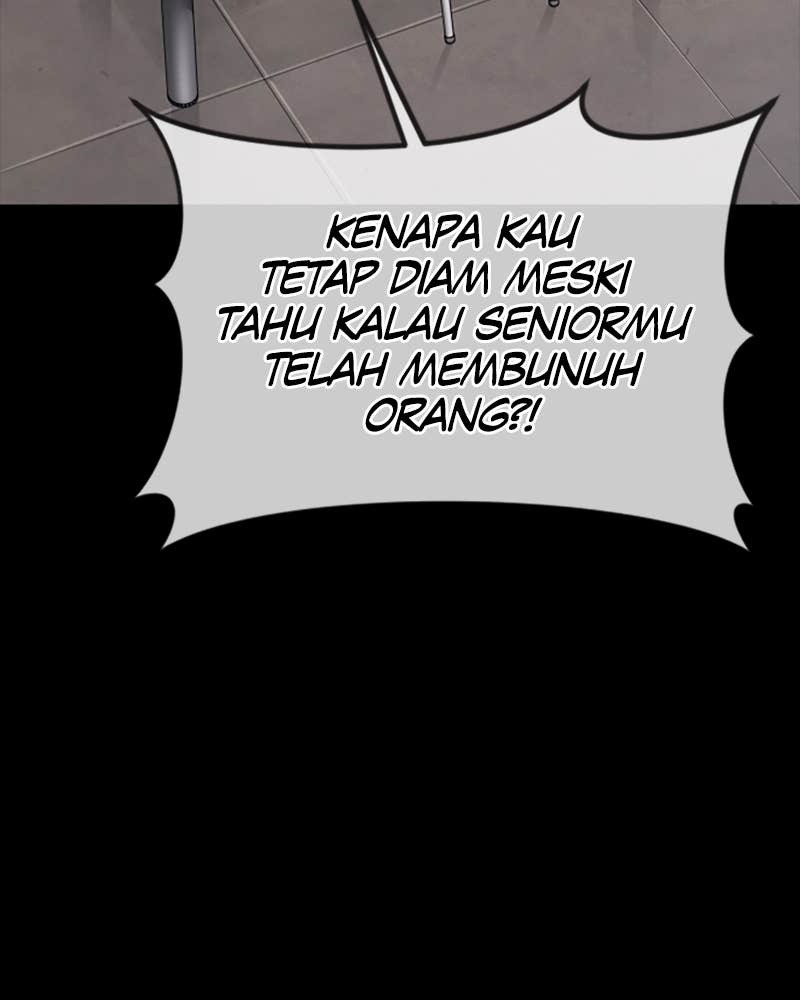 KENAPA KAU
TETAP DIAM MESKI
TAHU KALAU SENIORMU
TELAH MEMBUNUH
ORANG?!